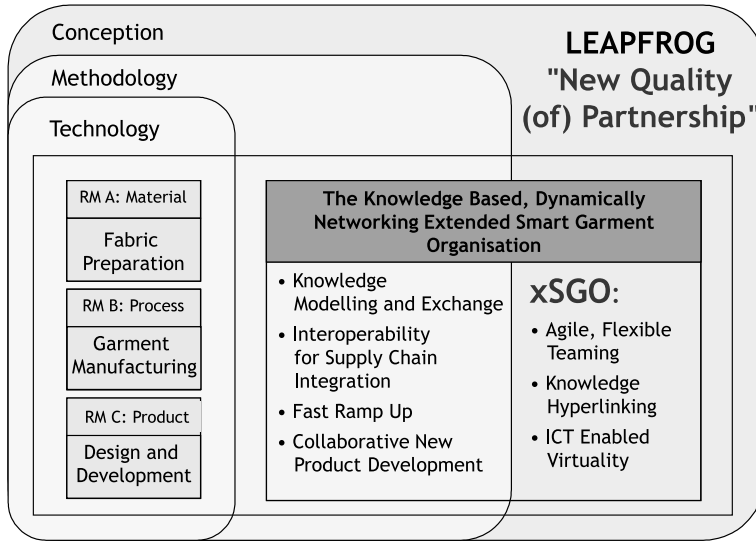 Conception
Methodology
Technology
LEAPFROG
"New Quality
(of) Partnership"
RM A: Material
Fabric
Preparation
RM B: Process
Garment
Manufacturing
RM C: Product
Design and
Development
The Knowledge Based, Dynamically
Networking Extended Smart Garment
Organisation
• Knowledge
Modelling and Exchange
• Interoperability
for Supply Chain
Integration
• Fast Ramp Up
• Collaborative New
Product Development
xSGO:
• Agile, Flexible
Teaming
• Knowledge
Hyperlinking
• ICT Enabled
Virtuality